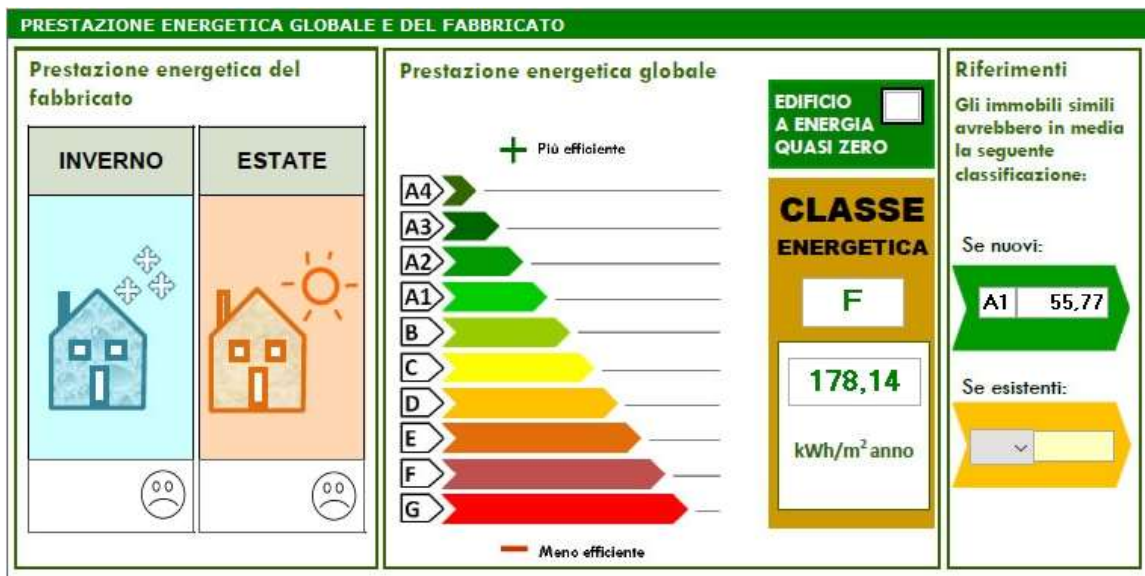 PRESTAZIONE ENERGETICA GLOBALE E DEL FABBRICATO
Prestazione energetica del
fabbricato
INVERNO
ESTATE
Prestazione energetica globale
Più efficiente
A4
A3
A2
A1
B
C
D
E
F
G
Meno efficiente
EDIFICIO
A ENERGIA
QUASI ZERO
CLASSE
ENERGETICA
F
178,14
kWh/m² anno
Riferimenti
Gli immobili simili
avrebbero in media
la seguente
classificazione:
Se nuovi:
A1 55,77
Se esistenti: